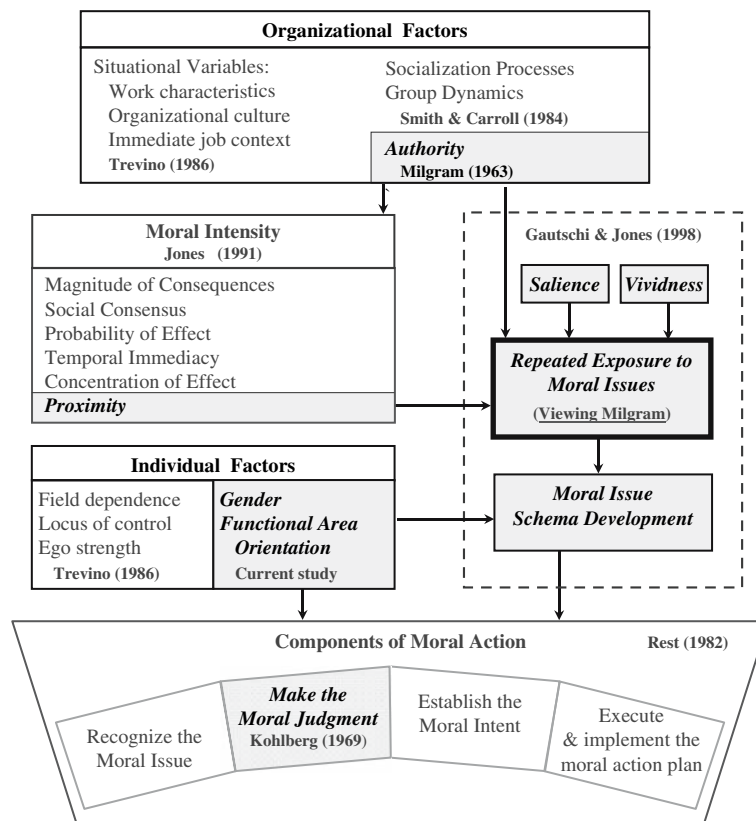 Organizational Factors
Situational Variables:
Work characteristics
Organizational culture
Immediate job context
Trevino (1986)
Socialization Processes
Group Dynamics
Smith & Carroll (1984)
Authority
Milgram (1963)
Moral Intensity
Jones (1991)
Magnitude of Consequences
Social Consensus
Probability of Effect
Temporal Immediacy
Concentration of Effect
Proximity
Gautschi & Jones (1998)
Salience
Vividness
Repeated Exposure to
Moral Issues
(Viewing Milgram)
Individual Factors
Field dependence
Locus of control
Ego strength
Trevino (1986)
Gender
Functional Area
Orientation
Current study
Moral Issue
Schema Development
Components of Moral Action
Rest (1982)
Recognize the
Moral Issue
Make the
Moral Judgment
Kohlberg (1969)
Establish the
Moral Intent
Execute
& implement the
moral action plan